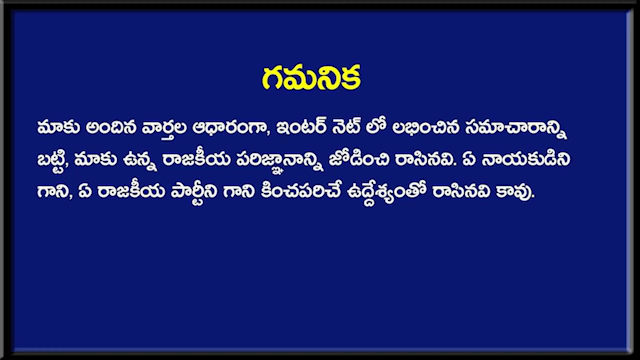 గమనిక
మాకు అందిన వార్తల ఆధారంగా, ఇంటర్ నెట్ లో లభించిన సమాచారాన్ని
బట్టి, మాకు ఉన్న రాజకీయ పరిజ్ఞానాన్ని జోడించి రాసినవి. ఏ నాయకుడిని
గాని, ఏ రాజకీయ పార్టీని గాని కించపరిచే ఉద్దేశ్యంతో రాసినవి కావు.